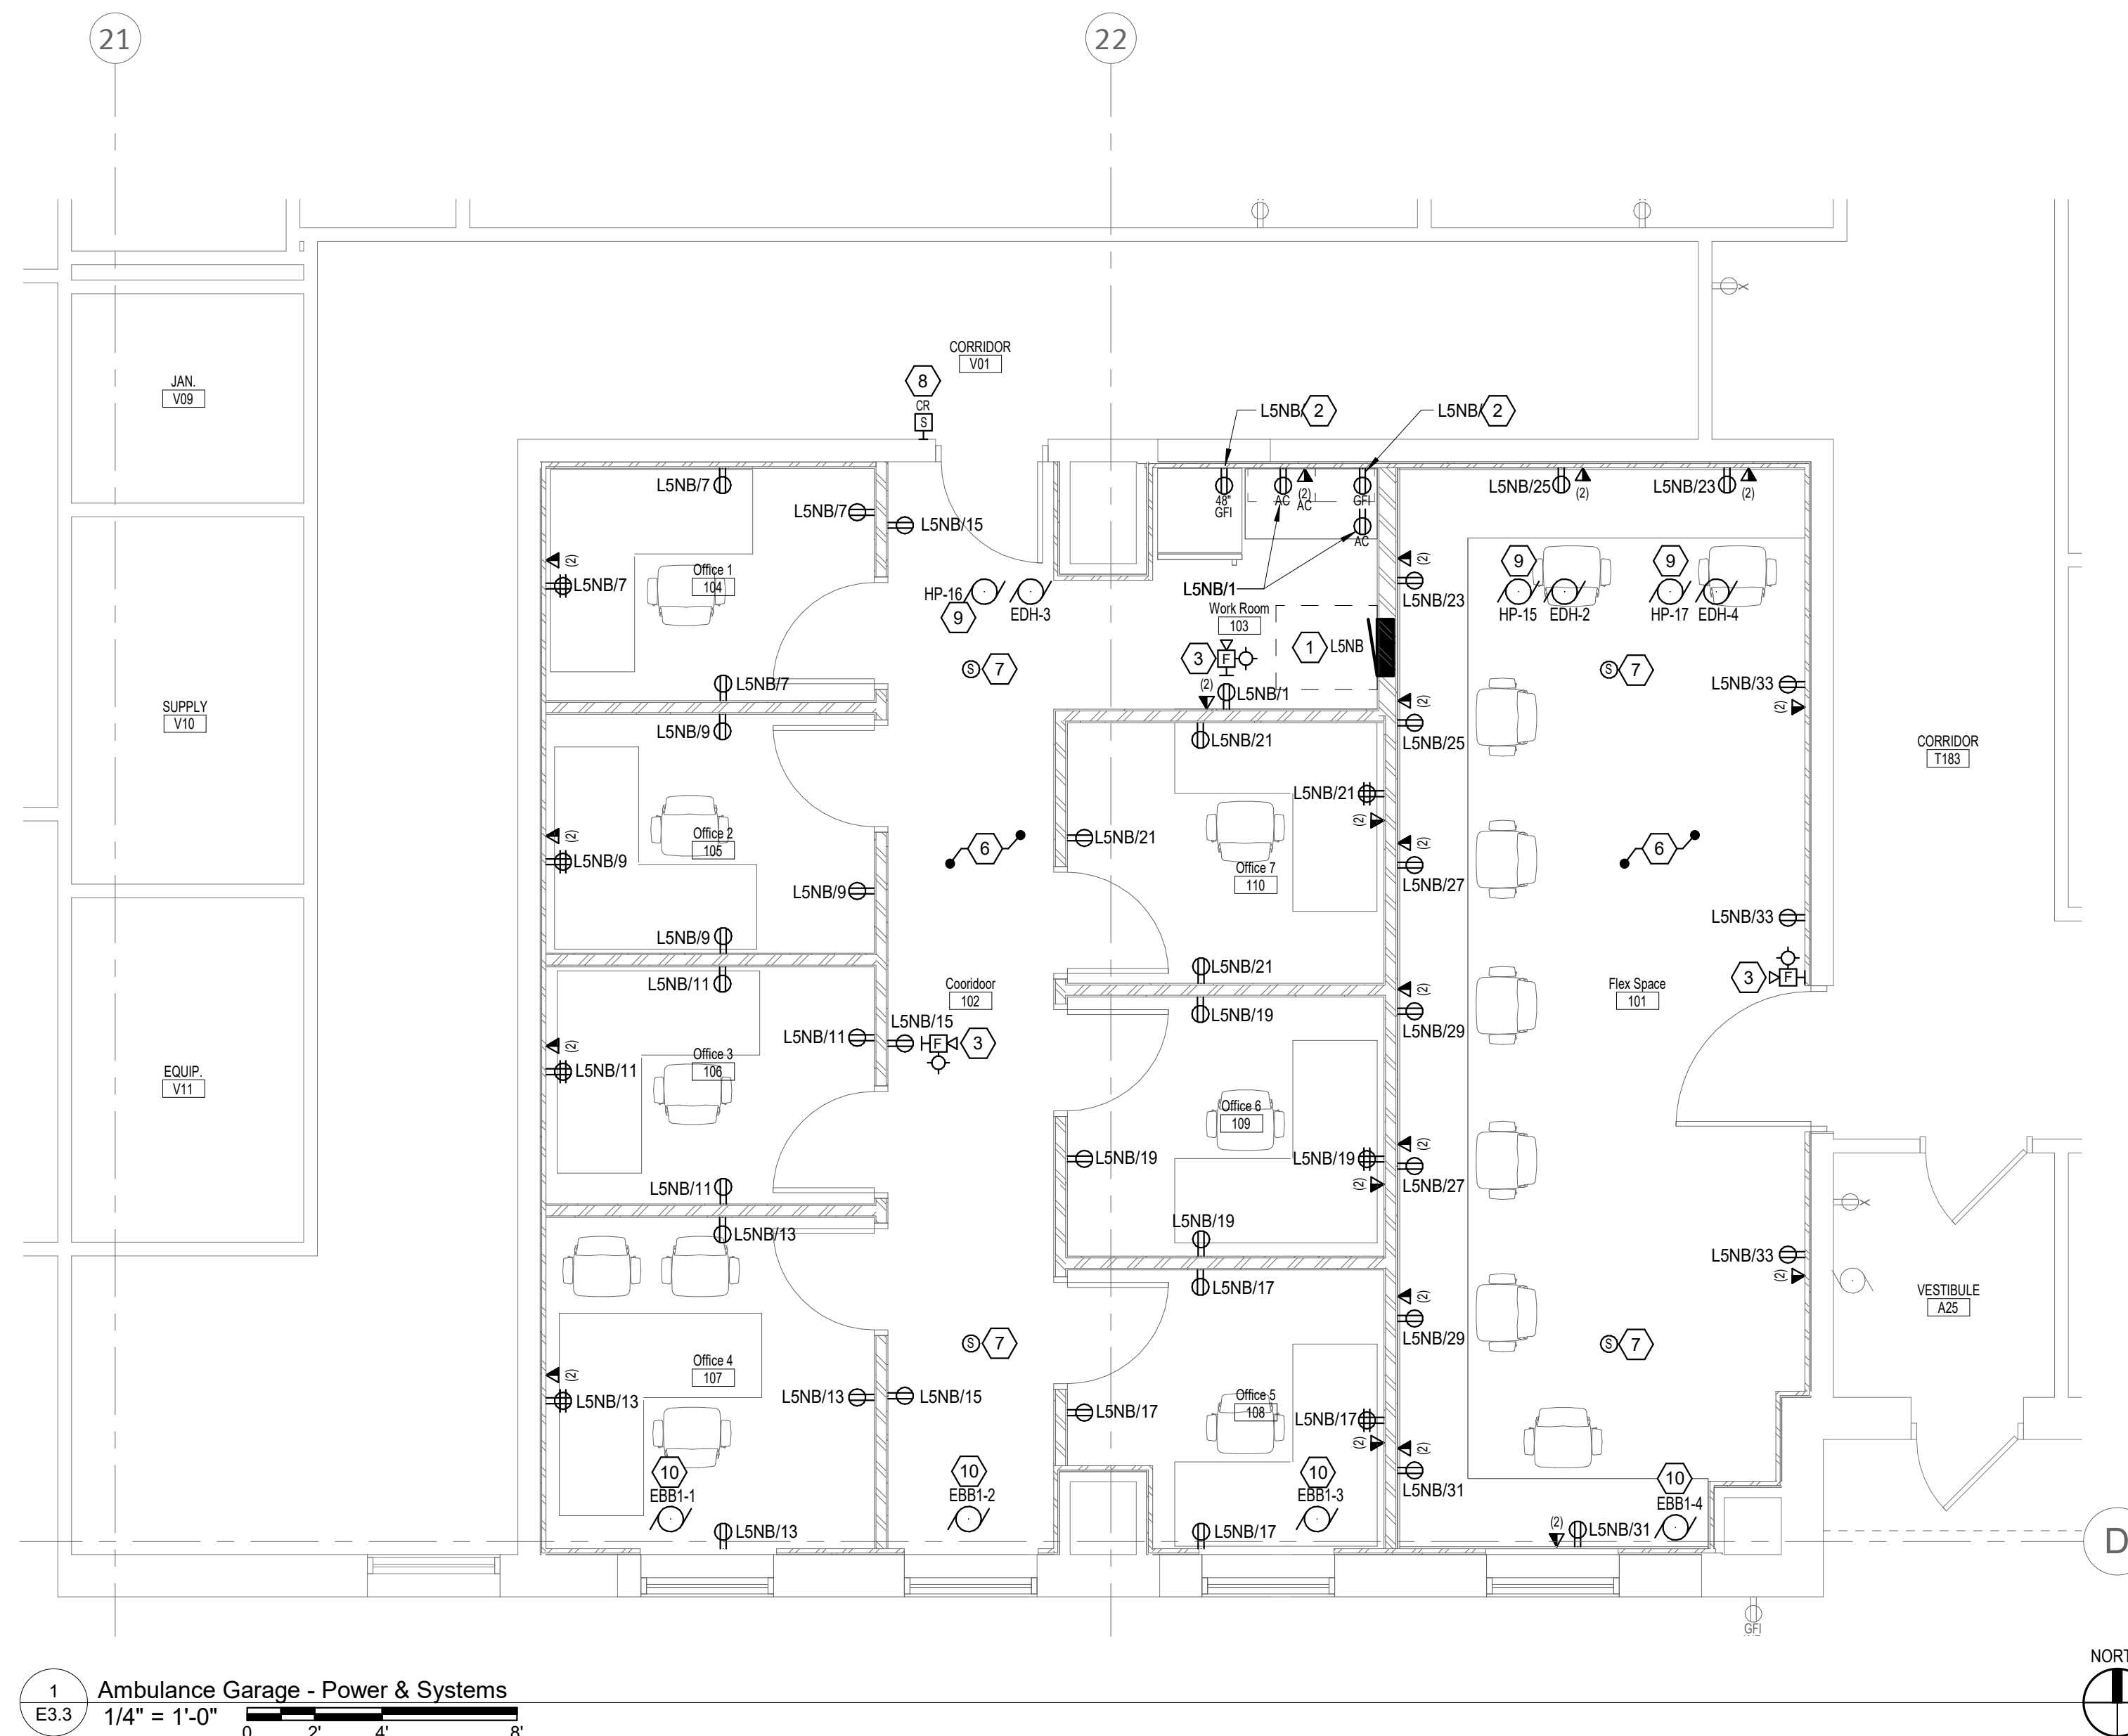 21
22
CORRIDOR
V01
JAN.
V09
8
CR
S
L5NB/
2
L5NB/
2
L5NB/7
L5NB/7
L5NB/15
48"
GFI
AC
(2)
AC
GFI
AC
L5NB/25
(2)
L5NB/23
(2)
(2)
L5NB/7
Office 1
104
HP-16
9
EDH-3
L5NB/1
Work Room
103
(2)
L5NB/23
9
HP-15
EDH-2
9
HP-17
EDH-4
S
7
3
F
1
L5NB
S
7
L5NB/7
(2)
L5NB/1
(2)
L5NB/33
(2)
SUPPLY
V10
L5NB/9
L5NB/21
L5NB/25
CORRIDOR
T183
L5NB/21
(2)
(2)
L5NB/9
Office 2
105
L5NB/21
6
(2)
6
Office 7
110
L5NB/27
L5NB/9
L5NB/33
L5NB/9
L5NB/21
3
F
L5NB/11
Cooridoor
102
(2)
Flex Space
101
L5NB/19
L5NB/15
F
3
L5NB/29
L5NB/11
(2)
L5NB/11
Office 3
106
EQUIP.
V11
Office 6
109
L5NB/19
L5NB/19
(2)
(2)
L5NB/27
L5NB/11
L5NB/19
L5NB/13
L5NB/33
(2)
L5NB/17
(2)
VESTIBULE
A25
S
7
L5NB/29
S
7
(2)
L5NB/13
Office 4
107
L5NB/13
L5NB/15
L5NB/17
Office 5
108
L5NB/17
(2)
(2)
L5NB/31
10
EBB1-1
10
EBB1-2
10
EBB1-3
10
EBB1-4
L5NB/13
L5NB/17
(2)
L5NB/31
D
GFI
1
E3.3
Ambulance Garage - Power & Systems
1/4" = 1'-0"
0
2'
4'
8'
NORT